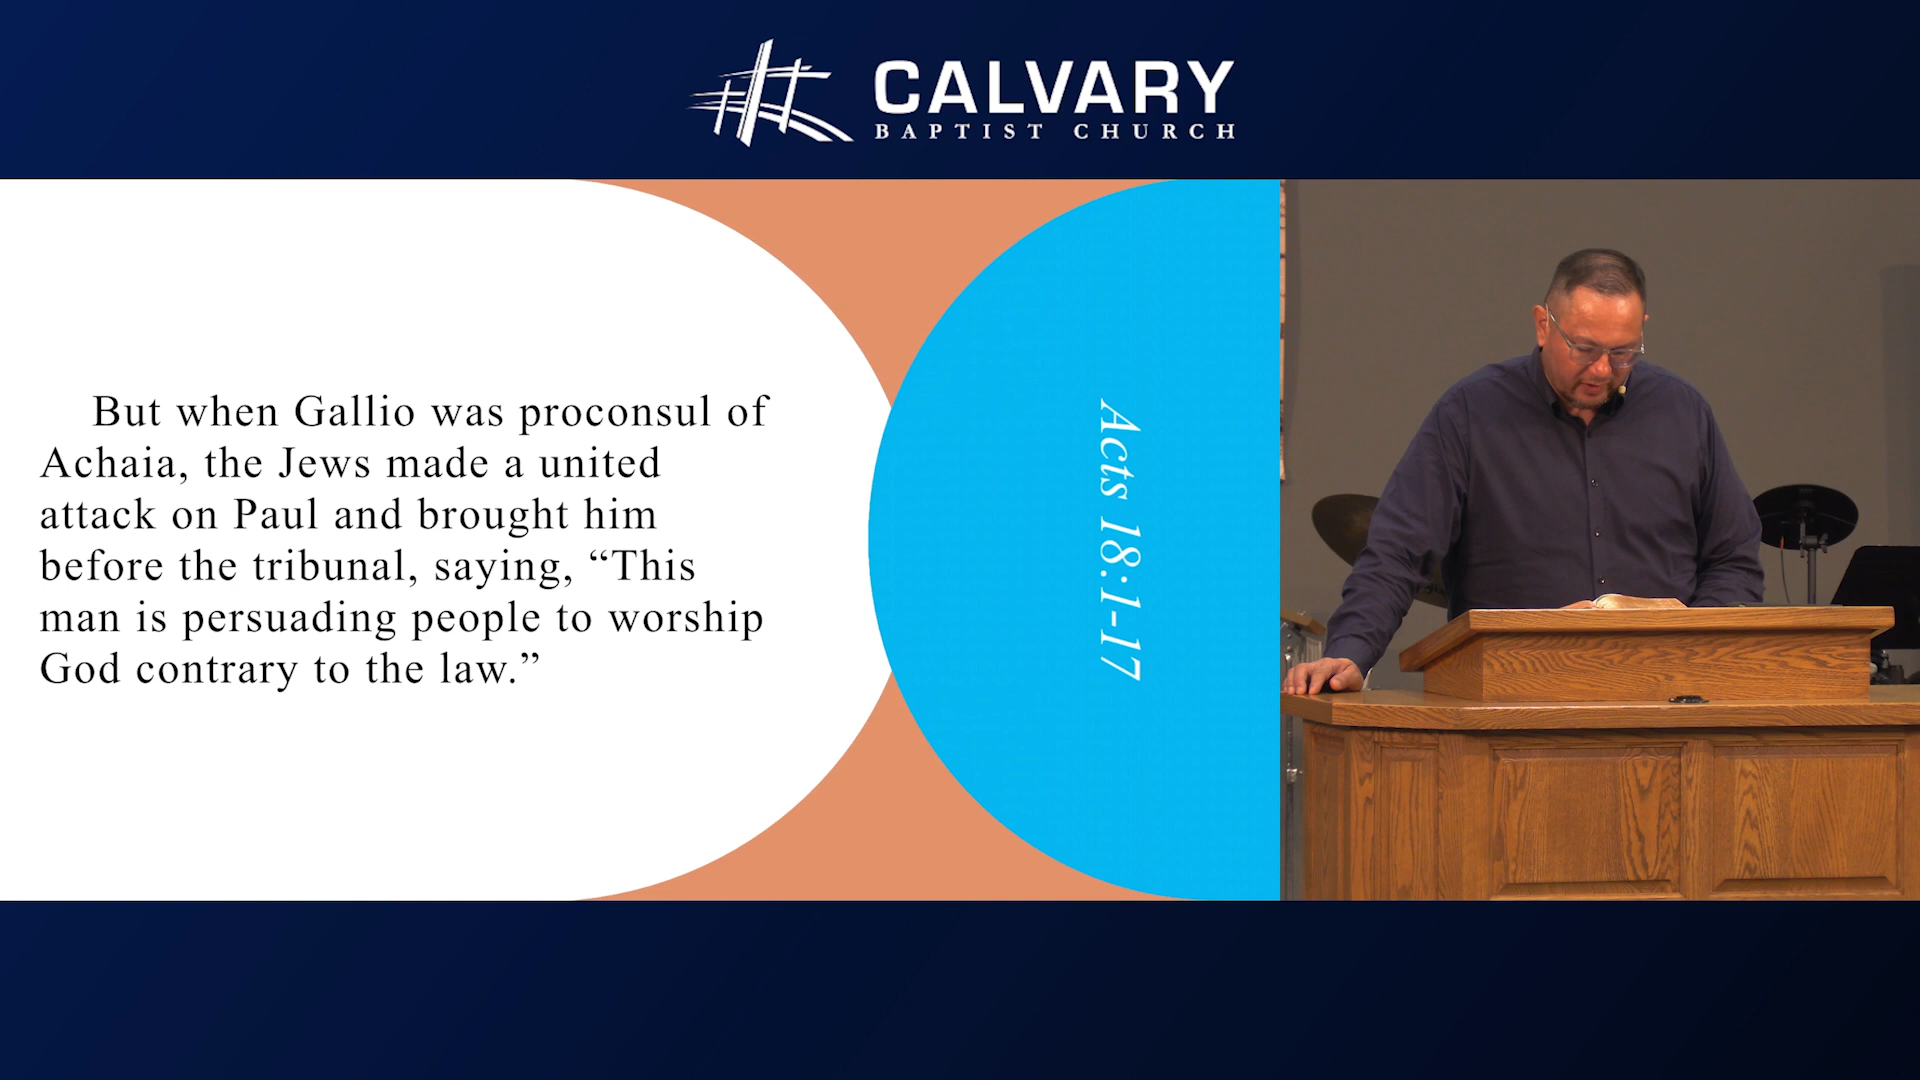 CALVARY
BAPTIST CHURCH
But when Gallio was proconsul of
Achaia, the Jews made a united
attack on Paul and brought him
before the tribunal, saying, “This
man is persuading people to worship
God contrary to the law.”
Acts 18:1-17